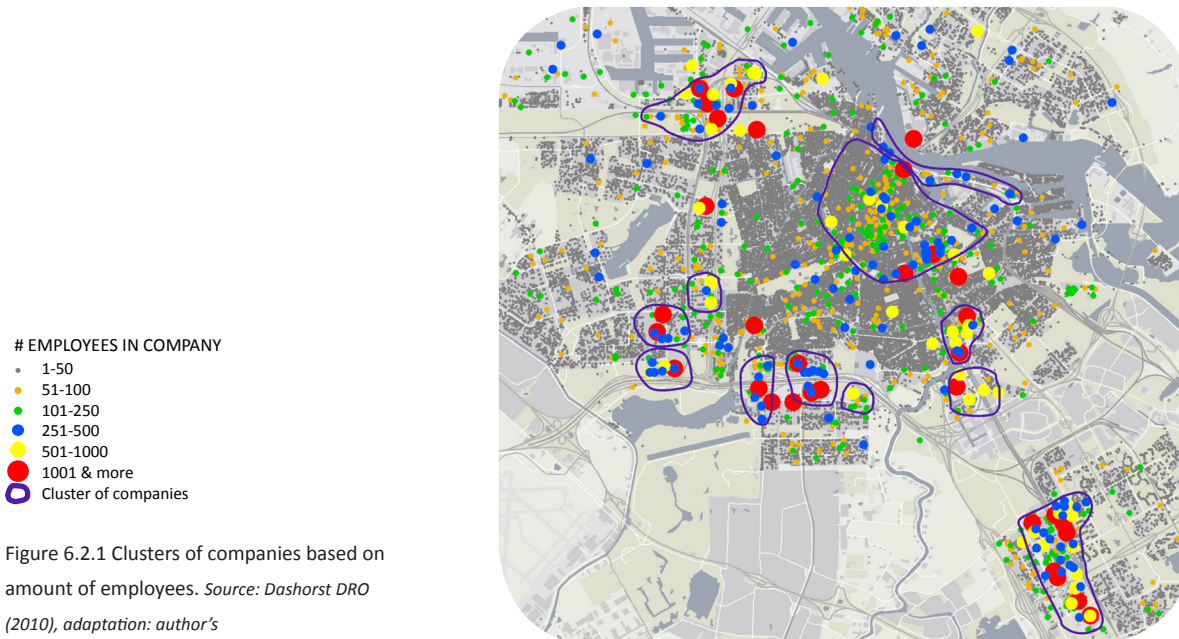 # EMPLOYEES IN COMPANY
1-50
51-100
101-250
251-500
501-1000
1001 & more
Cluster of companies
Figure 6.2.1 Clusters of companies based on
amount of employees. Source: Dashorst DRO
(2010), adaptation: author's